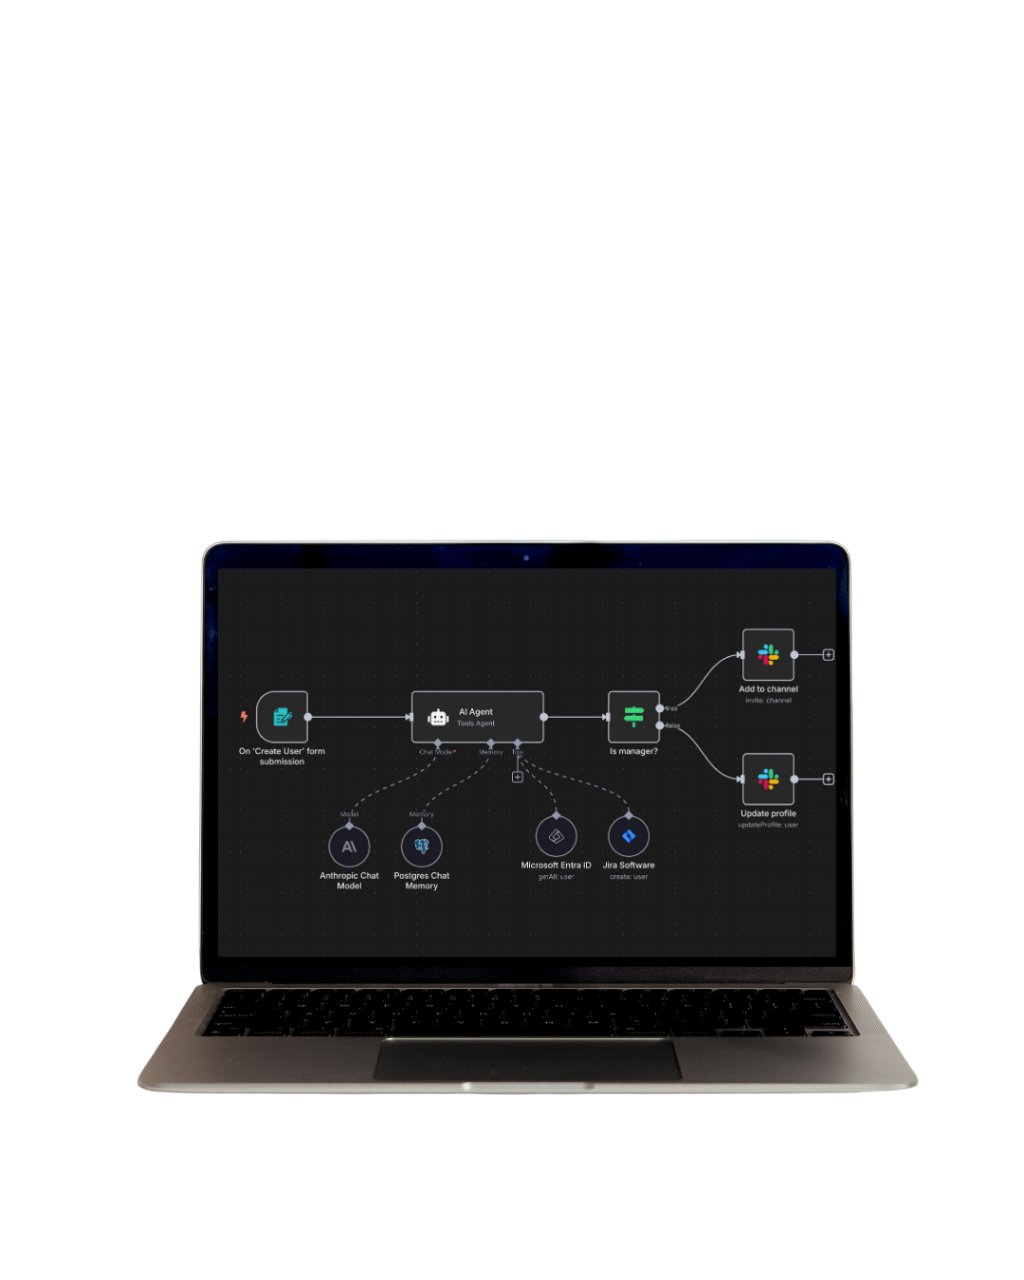 Add to channel
invite: channel
true
AI Agent
Tools Agent
false
On 'Create User' form
submission
Chat Model*
Memory
Tool
Is manager?
Model
Memory
Update profile
updateProfile: user
Anthropic Chat
Model
Postgres Chat
Memory
Microsoft Entra ID
getAll: user
Jira Software
create: user